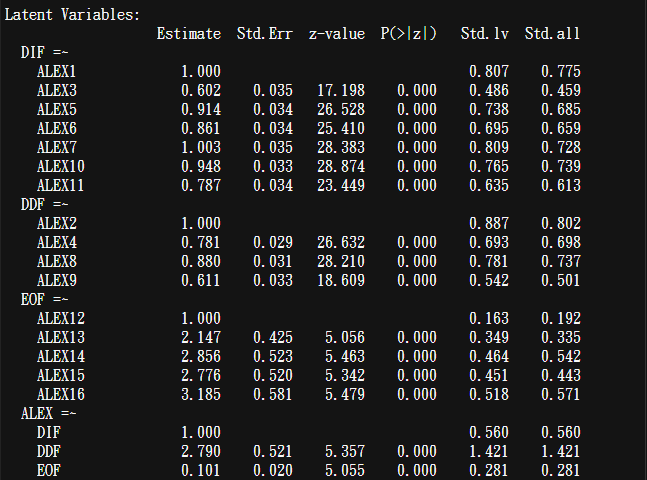 Latent Variables:
                   Estimate  Std.Err  z-value  P(>|z|)   Std.lv  Std.all
  DIF =~
    ALEX1             1.000                               0.807    0.775
    ALEX3             0.602    0.035   17.198    0.000    0.486    0.459
    ALEX5             0.914    0.034   26.528    0.000    0.738    0.685
    ALEX6             0.861    0.034   25.410    0.000    0.695    0.659
    ALEX7             1.003    0.035   28.383    0.000    0.809    0.728
    ALEX10            0.948    0.033   28.874    0.000    0.765    0.739
    ALEX11            0.787    0.034   23.449    0.000    0.635    0.613
  DDF =~
    ALEX2             1.000                               0.887    0.802
    ALEX4             0.781    0.029   26.632    0.000    0.693    0.698
    ALEX8             0.880    0.031   28.210    0.000    0.781    0.737
    ALEX9             0.611    0.033   18.609    0.000    0.542    0.501
  EOF =~
    ALEX12            1.000                               0.163    0.192
    ALEX13            2.147    0.425    5.056    0.000    0.349    0.335
    ALEX14            2.856    0.523    5.463    0.000    0.464    0.542
    ALEX15            2.776    0.520    5.342    0.000    0.451    0.443
    ALEX16            3.185    0.581    5.479    0.000    0.518    0.571
  ALEX =~
    DIF               1.000                               0.560    0.560
    DDF               2.790    0.521    5.357    0.000    1.421    1.421
    EOF               0.101    0.020    5.055    0.000    0.281    0.281